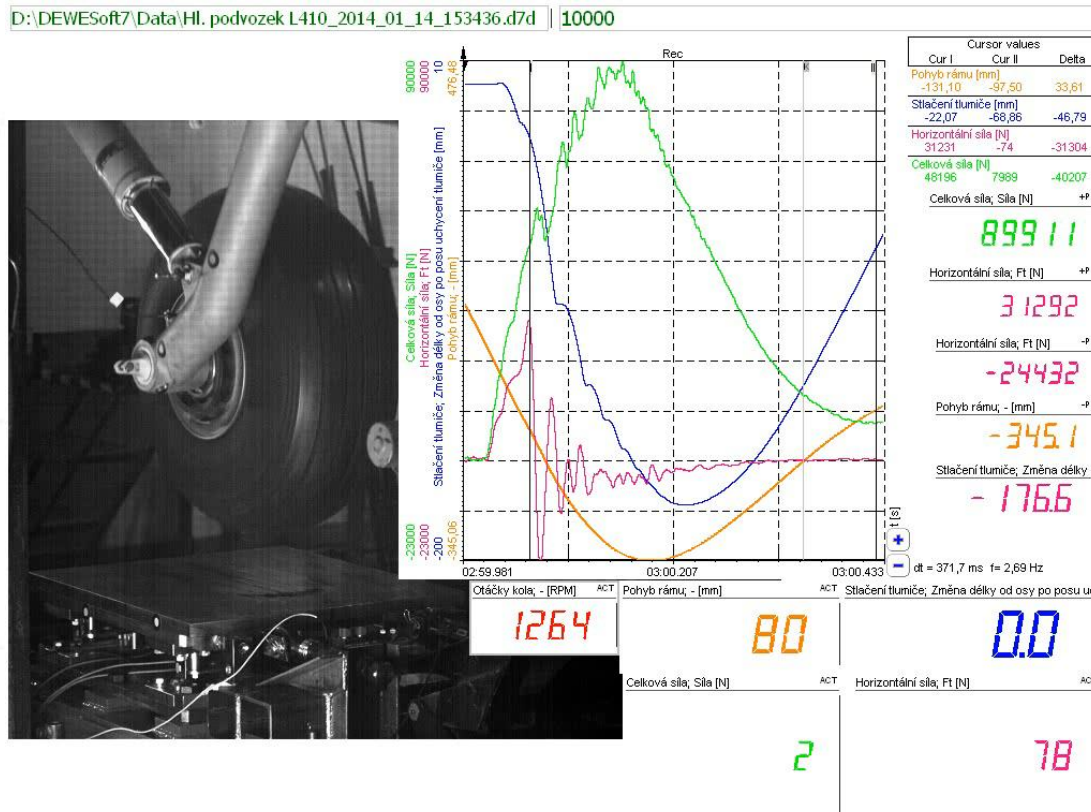 D:\DEWESoft7\Data\Hl. podvozek L410_2014_01_14_153436.d7d
10000
Rec
90000
90000
10
476,48
Celková síla; Síla [N]
Horizontální síla; Ft [N]
Stlačení tlumiče; Změna délky od osy po posu uchycení tlumiče [mm]
Pohyb rámu; - [mm]
-23000
-23000
-200
-345,06
02:59.981
03:00.207
03:00.433
t [s]
Cursor values
Cur I Cur II Delta
Pohyb rámu [mm]
-131,10 -97,50 33,61
Stlačení tlumiče [mm]
-22,07 -68,86 -46,79
Horizontální síla [N]
31231 -74 -31304
Celková síla [N]
48196 7989 -40207
Celková síla; Síla [N] +P
89911
Horizontální síla; Ft [N] +P
31292
Horizontální síla; Ft [N] -P
-24432
Pohyb rámu; - [mm] -P
-345.1
Stlačení tlumiče; Změna délky
-176.6
+
-
dt = 371,7 ms f= 2,69 Hz
Otáčky kola; - [RPM] ACT
1264
Pohyb rámu; - [mm] ACT
80
Stlačení tlumiče; Změna délky od osy po posu
0.0
Celková síla; Síla [N] ACT
2
Horizontální síla; Ft [N]
78